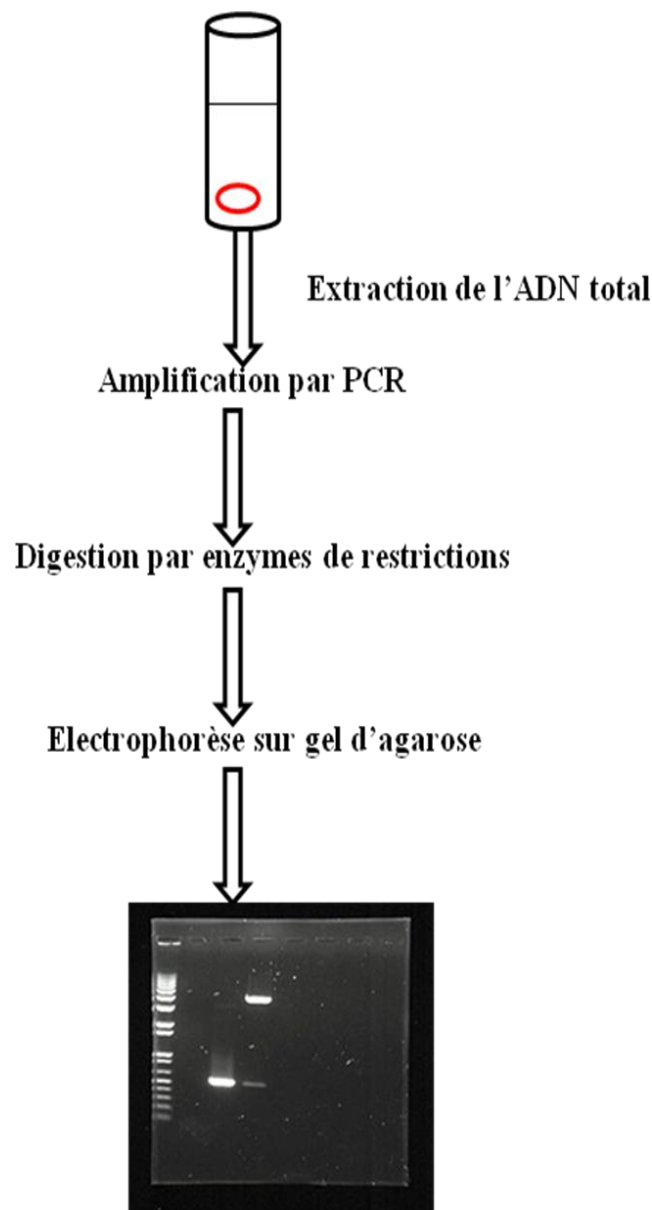 Extraction de l’ADN total
Amplification par PCR
Digestion par enzymes de restrictions
Electrophorèse sur gel d’agarose